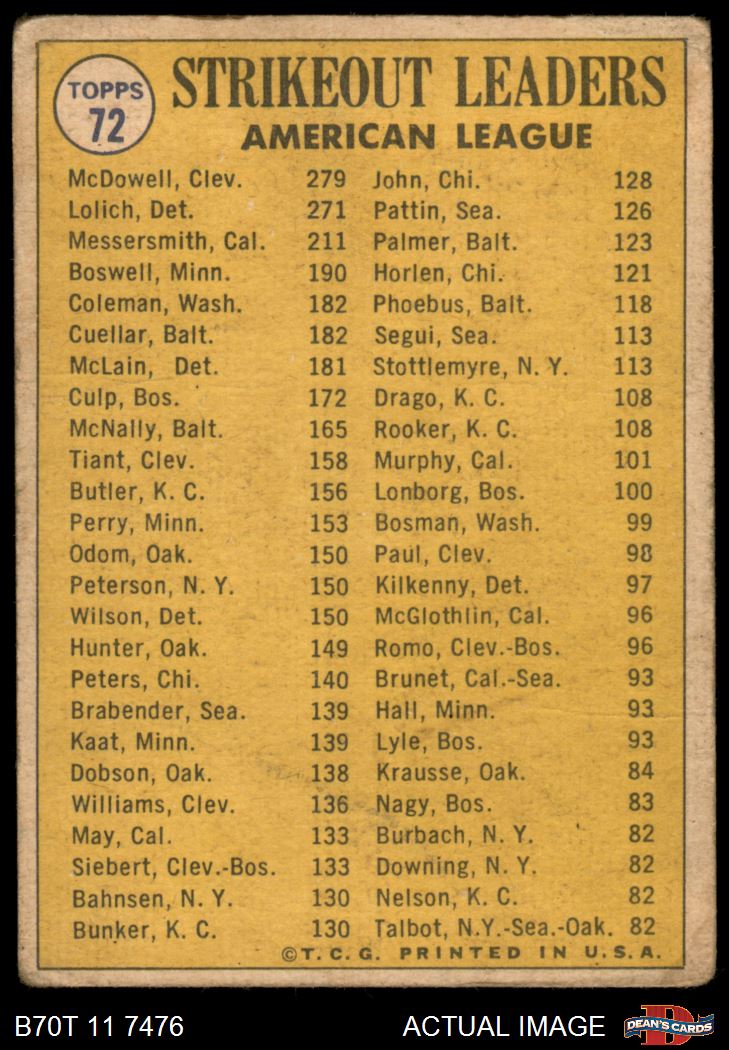 TOPPS
72
STRIKEOUT LEADERS
AMERICAN LEAGUE
McDowell, Clev. 279
Lolich, Det. 271
Messersmith, Cal. 211
Boswell, Minn. 190
Coleman, Wash. 182
Cuellar, Balt. 182
McLain, Det. 181
Culp, Bos. 172
McNally, Balt. 165
Tiant, Clev. 158
Butler, K. C. 156
Perry, Minn. 153
Odom, Oak. 150
Peterson, N. Y. 150
Wilson, Det. 150
Hunter, Oak. 149
Peters, Chi. 140
Brabender, Sea. 139
Kaat, Minn. 139
Dobson, Oak. 138
Williams, Clev. 136
May, Cal. 133
Siebert, Clev.-Bos. 133
Bahnsen, N. Y. 130
Bunker, K. C. 130
John, Chi. 128
Pattin, Sea. 126
Palmer, Balt. 123
Horlen, Chi. 121
Phoebus, Balt. 118
Segui, Sea. 113
Stottlemyre, N. Y. 113
Drago, K. C. 108
Rooker, K. C. 108
Murphy, Cal. 101
Lonborg, Bos. 100
Bosman, Wash. 99
Paul, Clev. 98
Kilkenny, Det. 97
McGlothlin, Cal. 96
Romo, Clev.-Bos. 96
Brunet, Cal.-Sea. 93
Hall, Minn. 93
Lyle, Bos. 93
Krausse, Oak. 84
Nagy, Bos. 83
Burbach, N. Y. 82
Downing, N. Y. 82
Nelson, K. C. 82
Talbot, N.Y.-Sea.-Oak. 82
©T. C. G. PRINTED IN U. S. A.
B70T 11 7476
ACTUAL IMAGE
D
DEAN'S CARDS